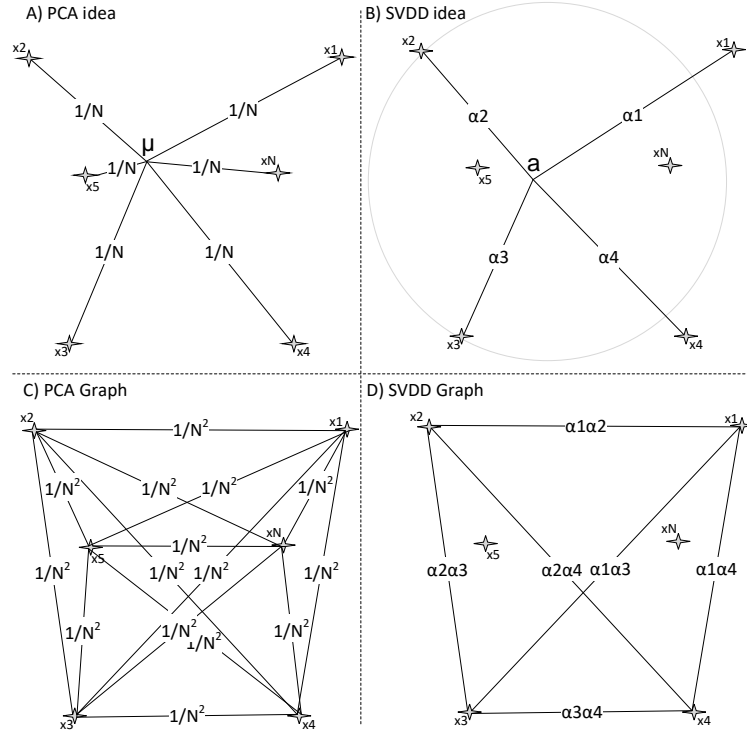 A) PCA idea
x2
x1
1/N
1/N
μ
1/N
1/N
xN
x5
1/N
1/N
x3
x4
B) SVDD idea
x2
x1
α2
α1
xN
x5
a
α3
α4
x3
x4
C) PCA Graph
x2
x1
1/N²
1/N²
1/N²
1/N²
1/N²
xN
1/N²
x5
1/N²
1/N²
1/N²
1/N²
1/N²
1/N²
1/N²
1/N²
x3
1/N²
x4
D) SVDD Graph
x2
x1
α1α2
xN
x5
α2α3
α2α4
α1α3
α1α4
x3
α3α4
x4